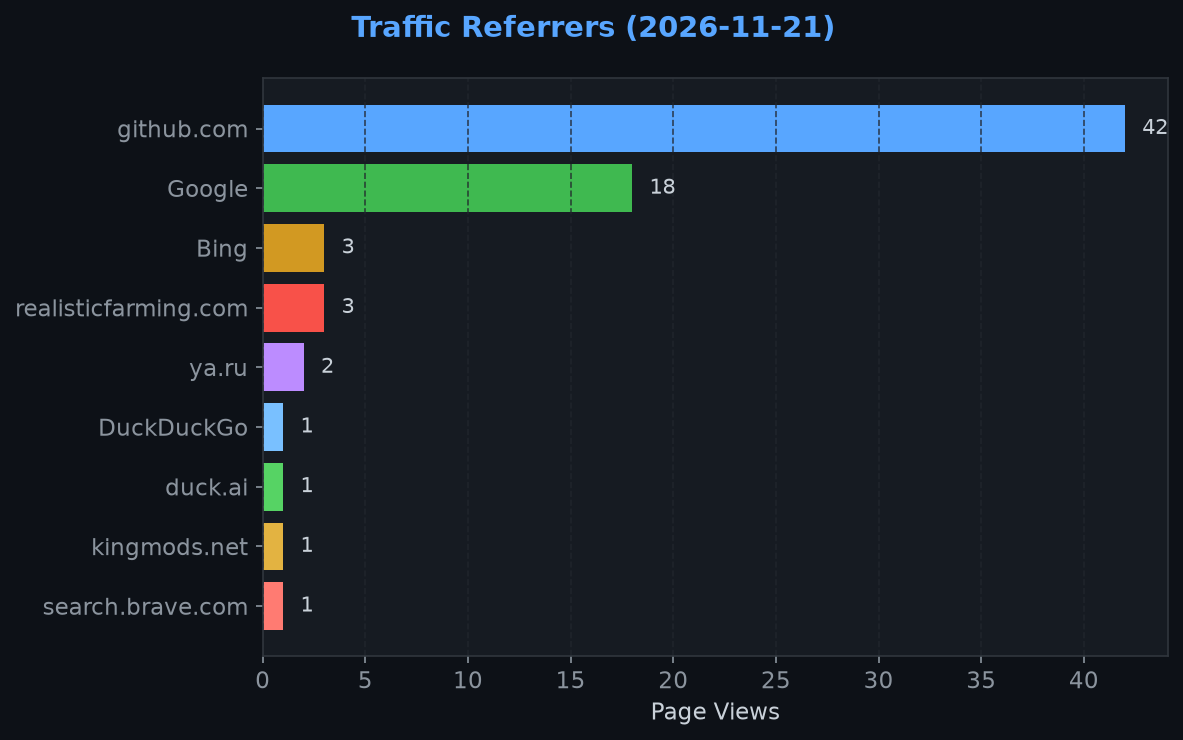 Traffic Referrers (2026-11-21)
github.com 42
Google 18
Bing 3
realisticfarming.com 3
ya.ru 2
DuckDuckGo 1
duck.ai 1
kingmods.net 1
search.brave.com 1
0 5 10 15 20 25 30 35 40
Page Views